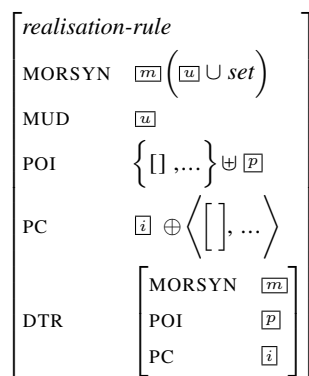 realisation-rule
MORSYN m (u ∪ set)
MUD u
POI {[] ,...} ⊎ p
PC i ⊕ ⟨[ ], ...⟩
DTR [MORSYN m
POI p
PC i]